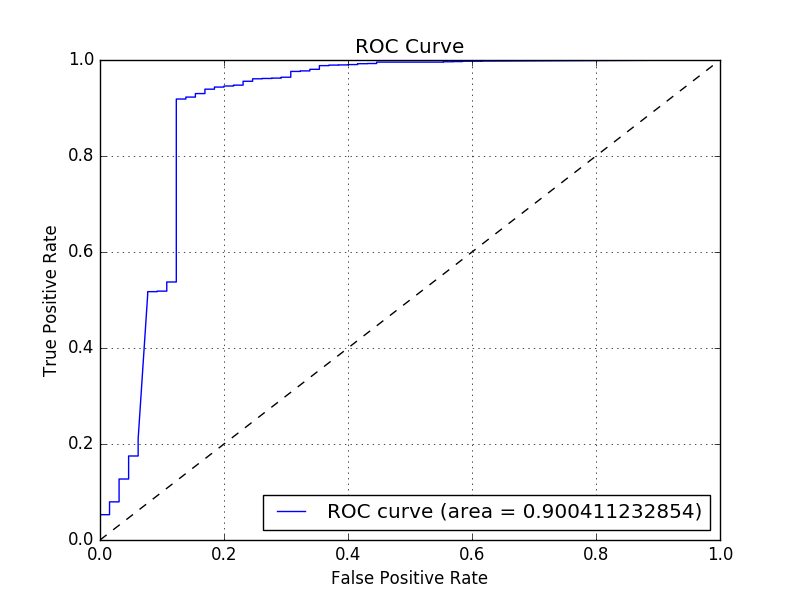 ROC Curve
1.0
0.8
0.6
0.4
0.2
0.0
True Positive Rate
ROC curve (area = 0.900411232854)
0.0 0.2 0.4 0.6 0.8 1.0
False Positive Rate